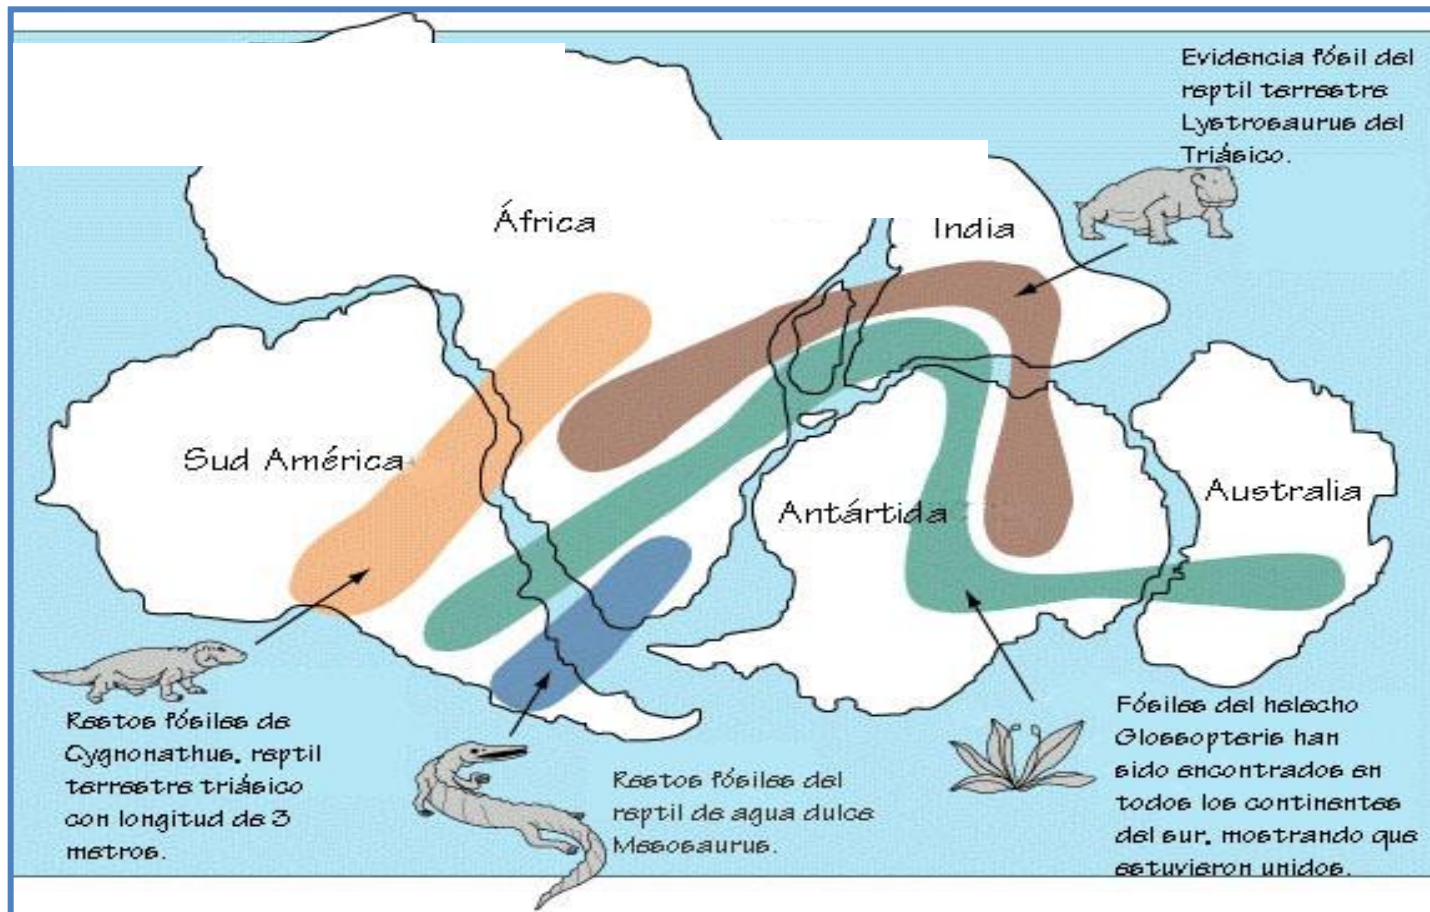 Evidencia fósil del
reptil terrestre
Lystrosaurus del
Triásico.
África
India
Sud América
Antártida
Australia
Restos fósiles de
Cygnonathus, reptil
terrestre triásico
con longitud de 3
metros.
Restos fósiles del
reptil de agua dulce
Mesosaurus.
Fósiles del helecho
Glossopteris han
sido encontrados en
todos los continentes
del sur, mostrando que
estuvieron unidos.